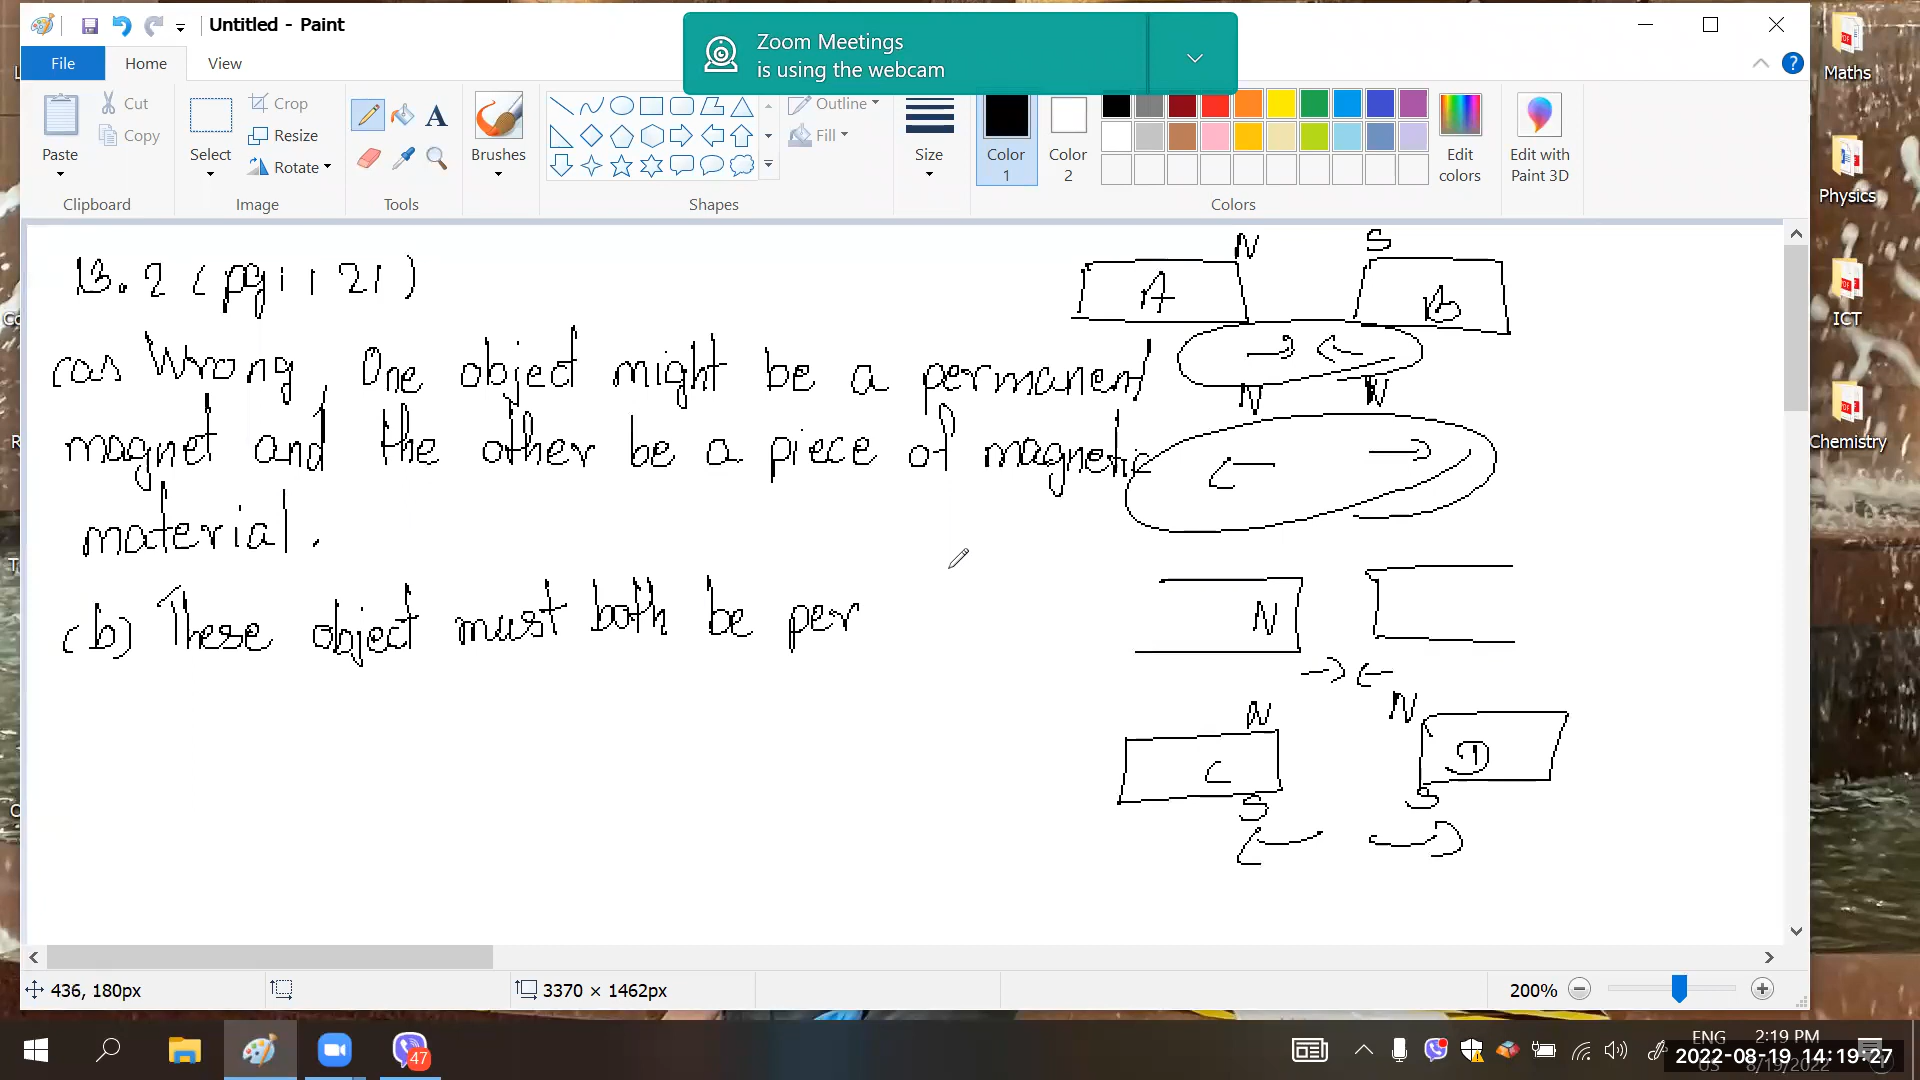 Untitled - Paint
Zoom Meetings
is using the webcam
File
Home
View
Paste
Cut
Copy
Clipboard
Select
Crop
Resize
Rotate
Image
Tools
Brushes
Shapes
Outline
Fill
Size
Color
1
Color
2
Edit
colors
Edit with
Paint 3D
Colors
Maths
Physics
ICT
Chemistry
13.2 (pg 121)
Wrong, One object might be a permanent
magnet and the other be a piece of magnetic
material.
(b) These object must both be per
N S
A B
N N
N
N N
C D
S S
436, 180px
3370 × 1462px
200%
47
ENG
2:19 PM
2022-08-19 14:19:27